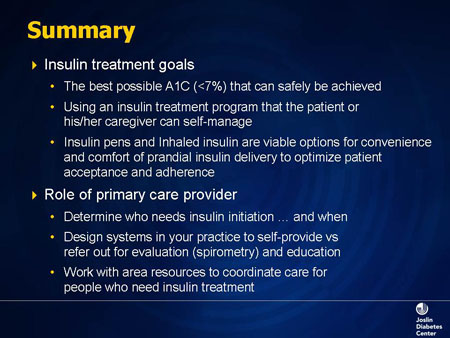 Summary
Insulin treatment goals
• The best possible A1C (<7%) that can safely be achieved
• Using an insulin treatment program that the patient or
his/her caregiver can self-manage
• Insulin pens and Inhaled insulin are viable options for convenience
and comfort of prandial insulin delivery to optimize patient
acceptance and adherence
Role of primary care provider
• Determine who needs insulin initiation … and when
• Design systems in your practice to self-provide vs
refer out for evaluation (spirometry) and education
• Work with area resources to coordinate care for
people who need insulin treatment
Joslin
Diabetes
Center